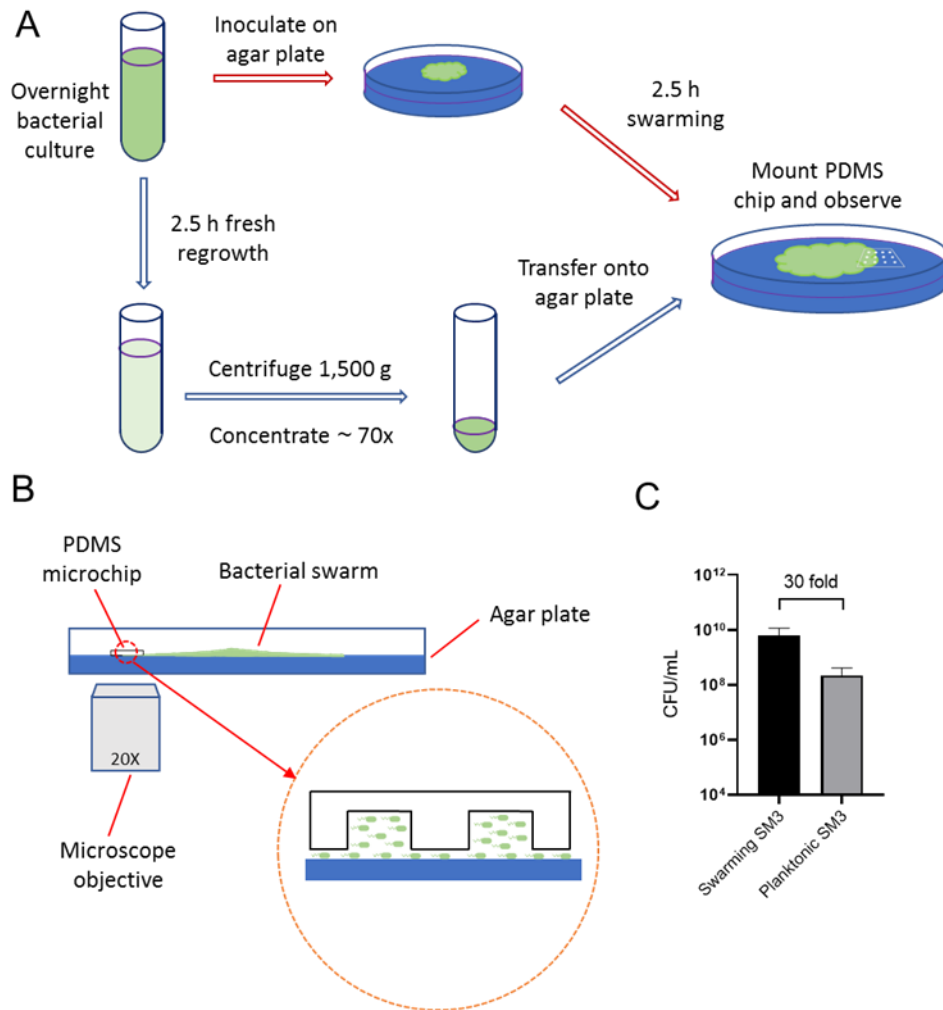 A
Overnight
bacterial
culture
Inoculate on
agar plate
2.5 h
swarming
Mount PDMS
chip and observe
2.5 h fresh
regrowth
Centrifuge 1,500 g
Concentrate ~ 70x
Transfer onto
agar plate
B
PDMS
microchip
Bacterial swarm
Agar plate
20X
Microscope
objective
C
30 fold
CFU/mL
10¹²
10¹⁰
10⁸
10⁶
10⁴
Swarming SM3
Planktonic SM3